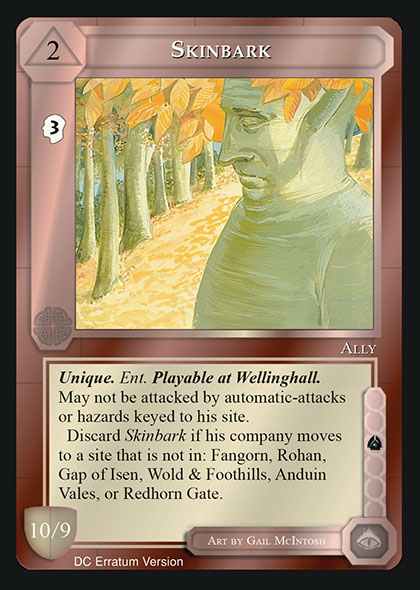 2
SKINBARK
3
ALLY
Unique. Ent. Playable at Wellinghall.
May not be attacked by automatic-attacks
or hazards keyed to his site.
Discard Skinbark if his company moves
to a site that is not in: Fangorn, Rohan,
Gap of Isen, Wold & Foothills, Anduin
Vales, or Redhorn Gate.
10/9
ART BY GAIL MCINTOSH
DC Erratum Version